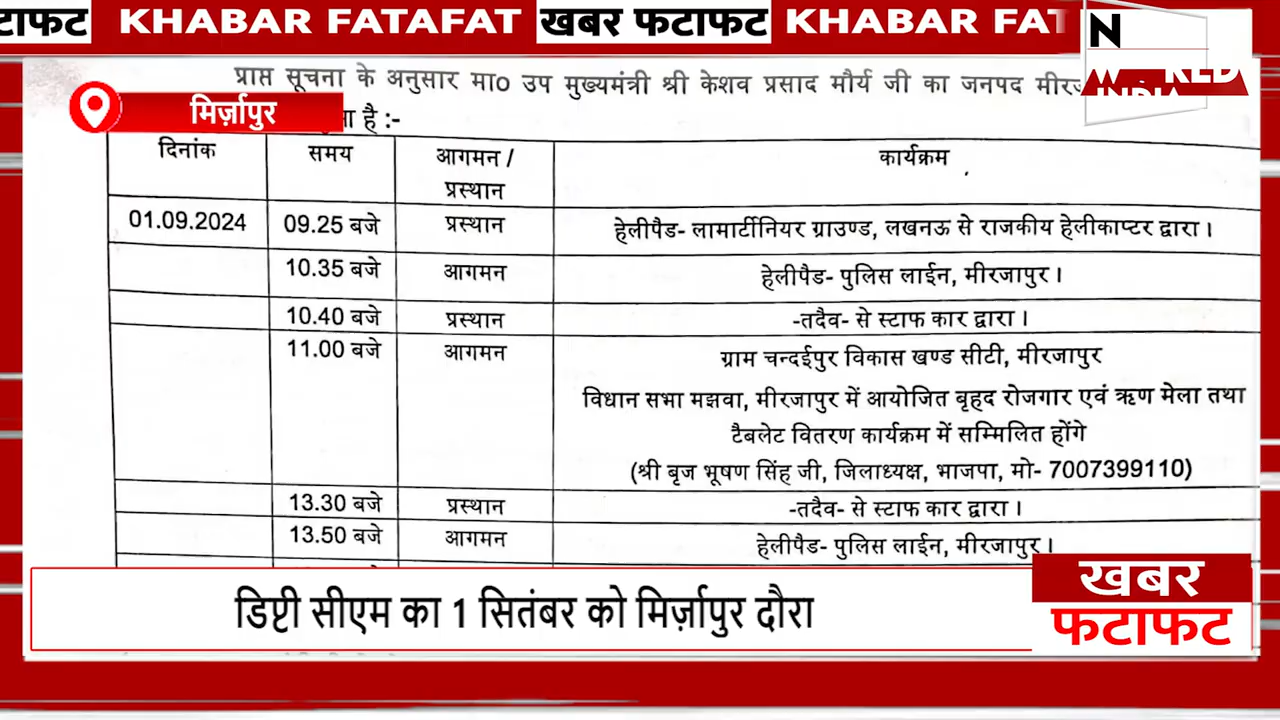 टाफट KHABAR FATAFAT खबर फटाफट KHABAR FAT
N
INDIA
प्राप्त सूचना के अनुसार मा0 उप मुख्यमंत्री श्री केशव प्रसाद मौर्य जी का जनपद
मिर्ज़ापुर
है :-
दिनांक समय आगमन / कार्यक्रम
प्रस्थान
01.09.2024 09.25 बजे प्रस्थान हेलीपैड- लामार्टीनियर ग्राउण्ड, लखनऊ से राजकीय हेलीकाप्टर द्वारा ।
10.35 बजे आगमन हेलीपैड- पुलिस लाईन, मीरजापुर ।
10.40 बजे प्रस्थान -तदैव- से स्टाफ कार द्वारा ।
11.00 बजे आगमन ग्राम चन्दईपुर विकास खण्ड सीटी, मीरजापुर
विधान सभा मझवा, मीरजापुर में आयोजित बृहद रोजगार एवं ऋण मेला तथा
टैबलेट वितरण कार्यक्रम में सम्मिलित होंगे
(श्री बृज भूषण सिंह जी, जिलाध्यक्ष, भाजपा, मो- 7007399110)
13.30 बजे प्रस्थान -तदैव- से स्टाफ कार द्वारा ।
13.50 बजे आगमन हेलीपैड- पुलिस लाईन, मीरजापुर ।
डिप्टी सीएम का 1 सितंबर को मिर्ज़ापुर दौरा
खबर
फटाफट